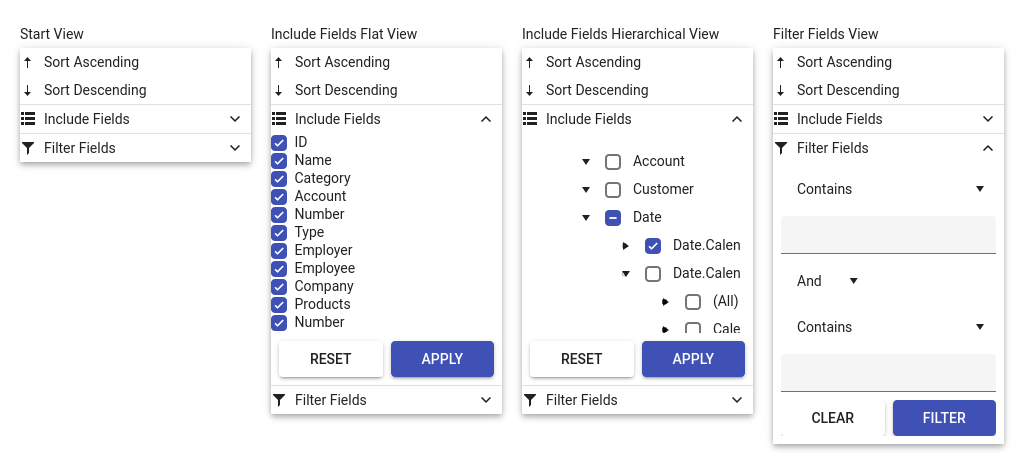 Start View
Sort Ascending
Sort Descending
Include Fields
Filter Fields
Include Fields Flat View
Sort Ascending
Sort Descending
Include Fields
ID
Name
Category
Account
Number
Type
Employer
Employee
Company
Products
Number
RESET APPLY
Filter Fields
Include Fields Hierarchical View
Sort Ascending
Sort Descending
Include Fields
Account
Customer
Date
Date.Calen
Date.Calen
(All)
Cale
RESET APPLY
Filter Fields
Filter Fields View
Sort Ascending
Sort Descending
Include Fields
Filter Fields
Contains
And
Contains
CLEAR FILTER